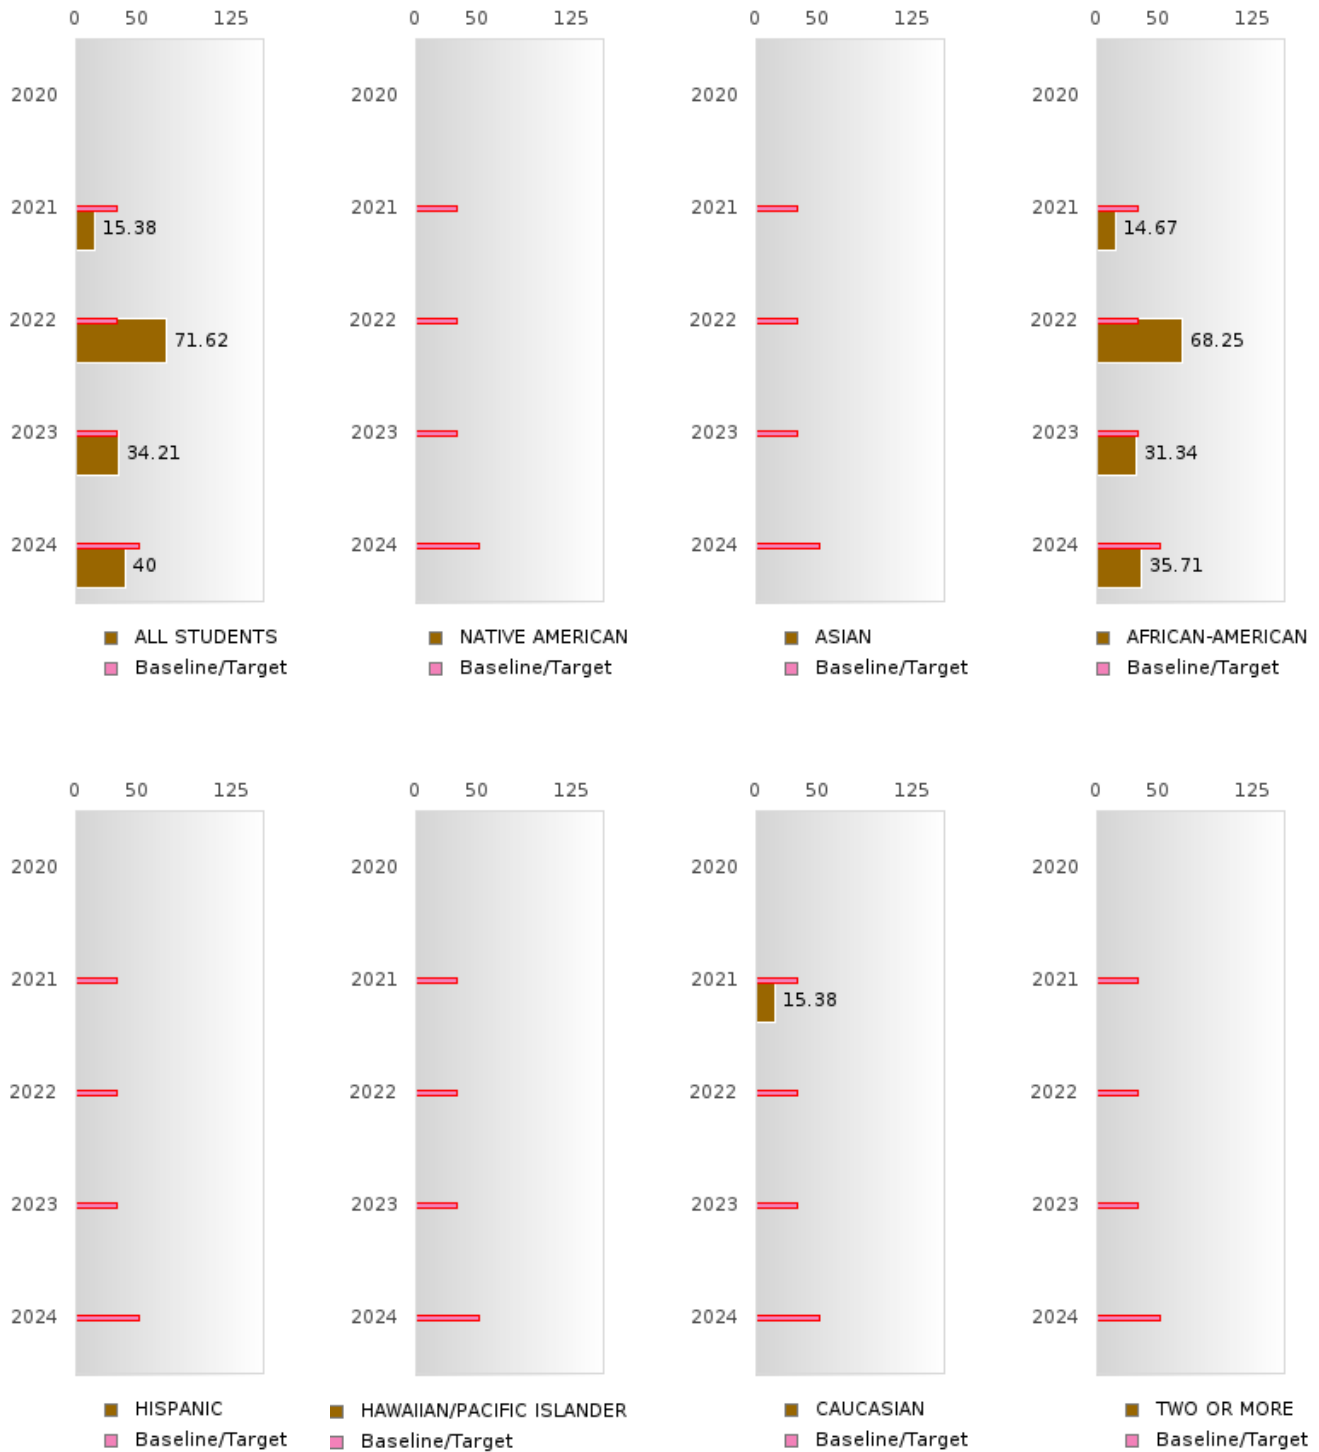 0 50 125 0 50 125 0 50 125 0 50 125
2020 2020 2020 2020
2021 15.38 2021 2021 2021 14.67
2022 71.62 2022 2022 2022 68.25
2023 34.21 2023 2023 2023 31.34
2024 40 2024 2024 2024 35.71
ALL STUDENTS NATIVE AMERICAN ASIAN AFRICAN-AMERICAN
Baseline/Target Baseline/Target Baseline/Target Baseline/Target
0 50 125 0 50 125 0 50 125 0 50 125
2020 2020 2020 2020
2021 2021 2021 15.38 2021
2022 2022 2022 2022
2023 2023 2023 2023
2024 2024 2024 2024
HISPANIC HAWAIIAN/PACIFIC ISLANDER CAUCASIAN TWO OR MORE
Baseline/Target Baseline/Target Baseline/Target Baseline/Target